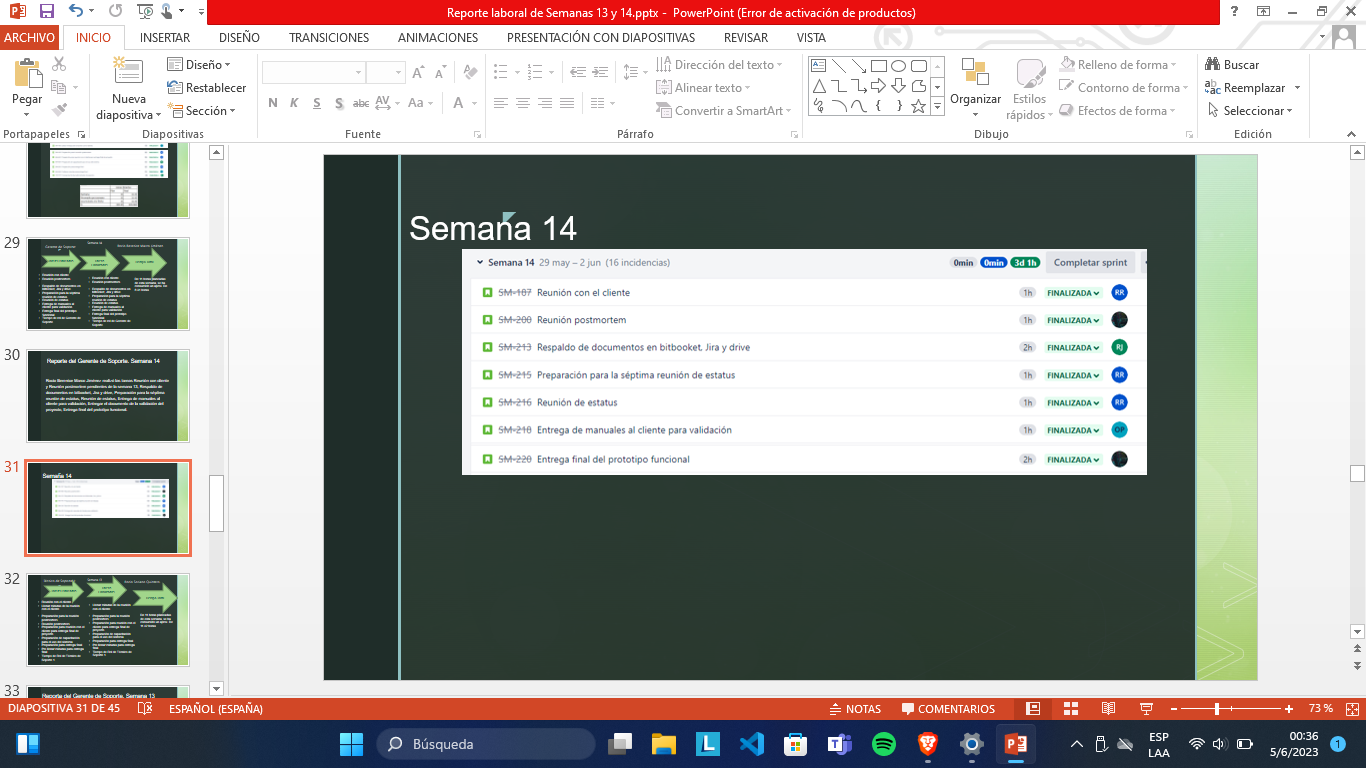 Reporte laboral de Semanas 13 y 14.pptx - PowerPoint (Error de activación de productos)
ARCHIVO INICIO INSERTAR DISEÑO TRANSICIONES ANIMACIONES PRESENTACIÓN CON DIAPOSITIVAS REVISAR VISTA
Pegar
Nueva diapositiva
Diseño
Restablecer
Sección
N K S S abc AV Aa A
Dirección del texto
Alinear texto
Convertir a SmartArt
Organizar
Estilos rápidos
Relleno de forma
Contorno de forma
Efectos de forma
Buscar
Reemplazar
Seleccionar
Portapapeles Diapositivas Fuente Párrafo Dibujo Edición
29
30
Reporte del Gerente de Soporte. Semana 14
31
Semana 14
32
33
Reporte del Gerente de Soporte. Semana 13
Semana 14
Semana 14 29 may – 2 jun (16 incidencias) 0min 0min 3d 1h Completar sprint
SM-187 Reunión con el cliente 1h FINALIZADA RR
SM-200 Reunión postmortem 1h FINALIZADA
SM-213 Respaldo de documentos en bitbooket, Jira y drive 2h FINALIZADA RJ
SM-215 Preparación para la séptima reunión de estatus 1h FINALIZADA RR
SM-216 Reunión de estatus 1h FINALIZADA RR
SM-218 Entrega de manuales al cliente para validación 1h FINALIZADA OP
SM-220 Entrega final del prototipo funcional 2h FINALIZADA
DIAPOSITIVA 31 DE 45 ESPAÑOL (ESPAÑA) NOTAS COMENTARIOS 73 %
Búsqueda
ESP
LAA
00:36
5/6/2023
1